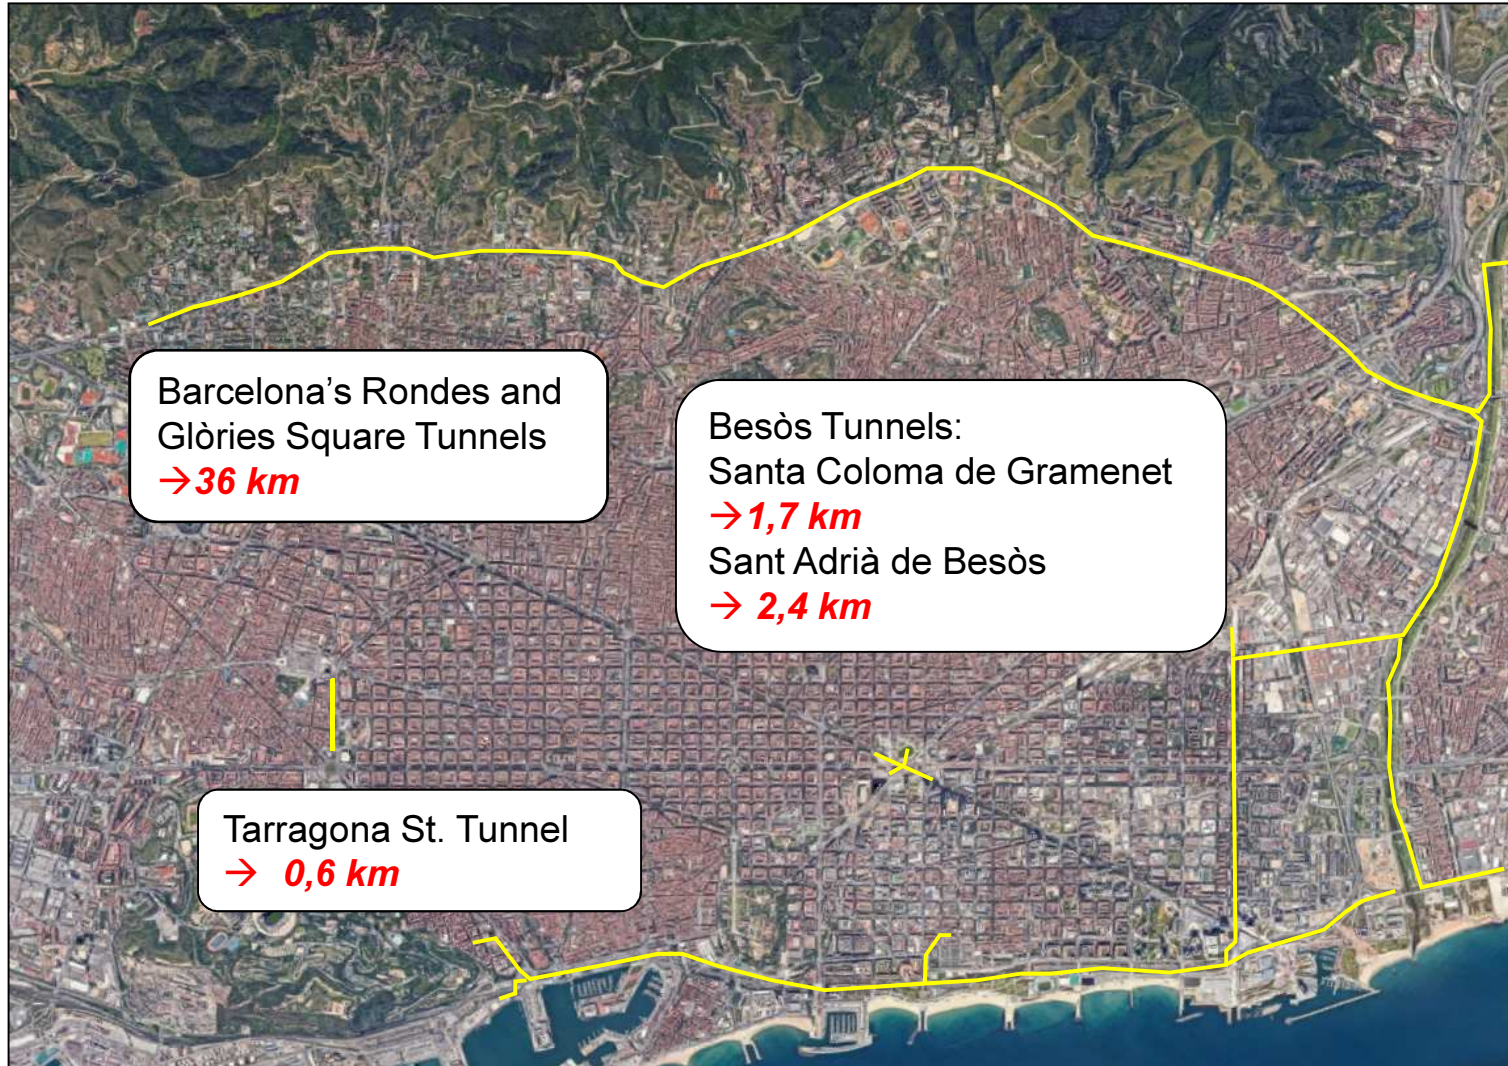 Barcelona’s Rondes and
Glòries Square Tunnels
→36 km
Besòs Tunnels:
Santa Coloma de Gramenet
→1,7 km
Sant Adrià de Besòs
→ 2,4 km
Tarragona St. Tunnel
→ 0,6 km